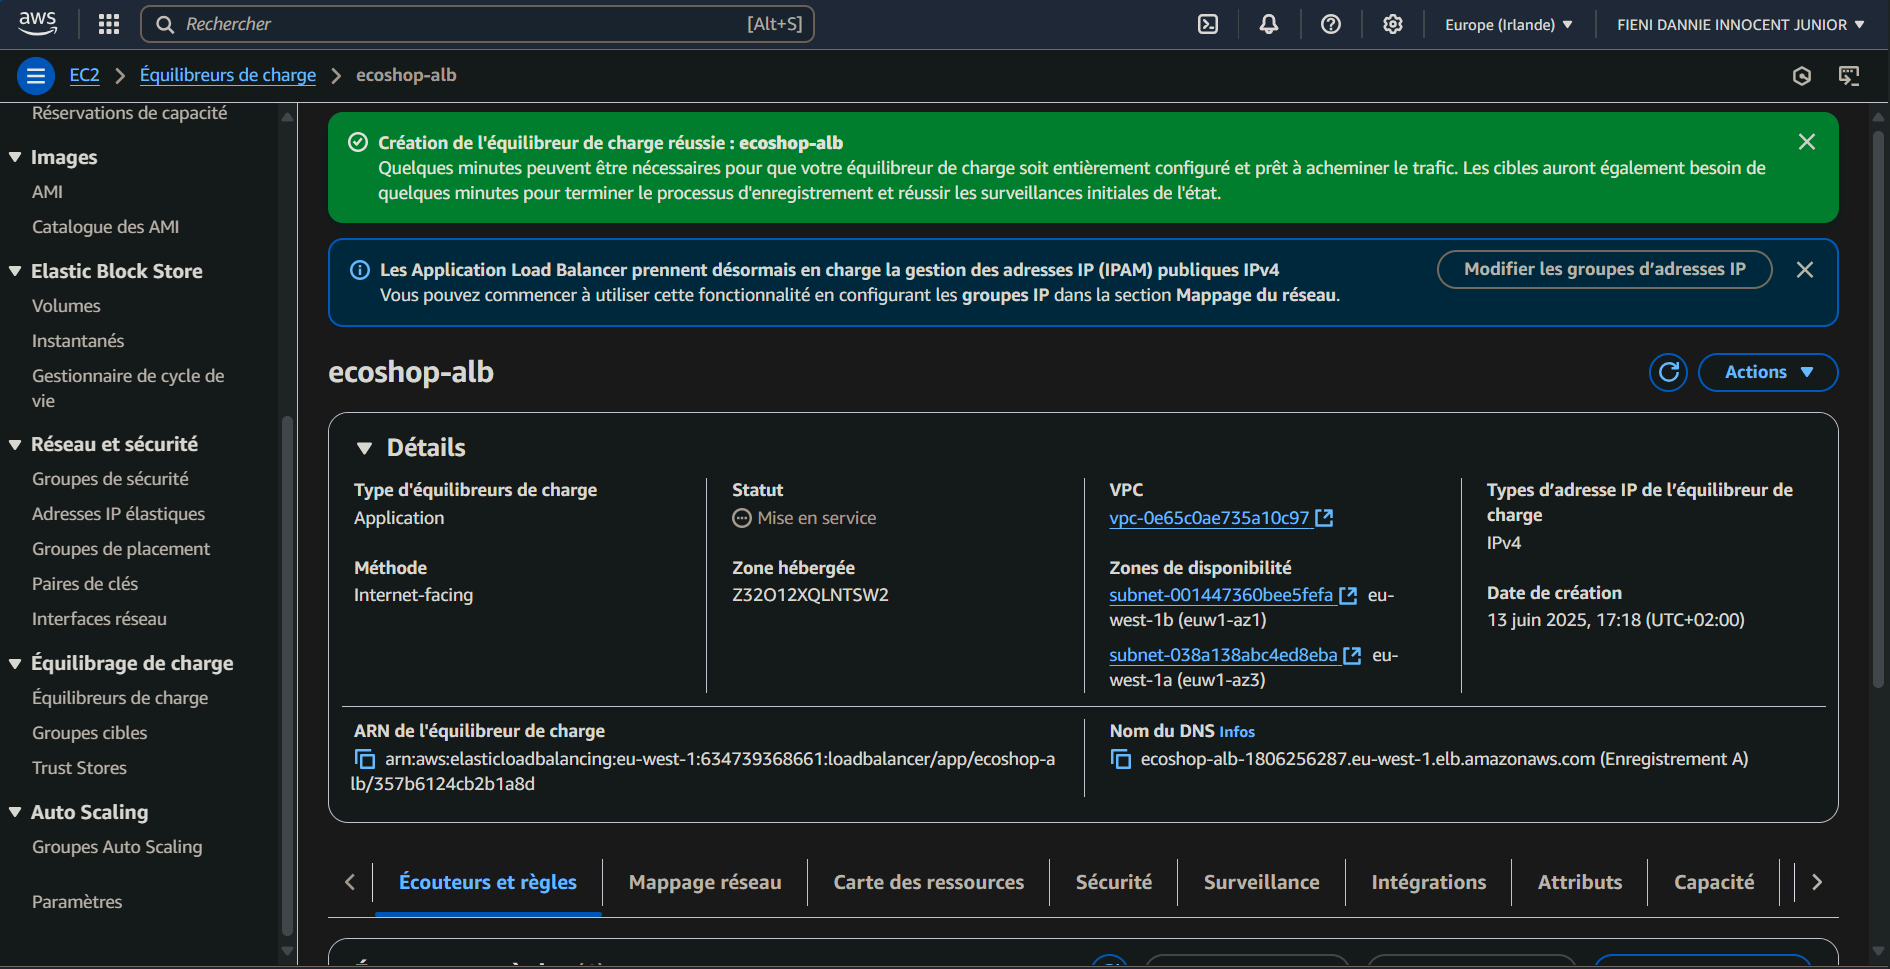 aws
Rechercher
[Alt+S]
Europe (Irlande)
FIENI DANNIE INNOCENT JUNIOR
EC2
Équilibreurs de charge
ecoshop-alb
Réservations de capacité
Images
AMI
Catalogue des AMI
Elastic Block Store
Volumes
Instantanés
Gestionnaire de cycle de
vie
Réseau et sécurité
Groupes de sécurité
Adresses IP élastiques
Groupes de placement
Paires de clés
Interfaces réseau
Équilibrage de charge
Équilibreurs de charge
Groupes cibles
Trust Stores
Auto Scaling
Groupes Auto Scaling
Paramètres
Création de l'équilibreur de charge réussie : ecoshop-alb
Quelques minutes peuvent être nécessaires pour que votre équilibreur de charge soit entièrement configuré et prêt à acheminer le trafic. Les cibles auront également besoin de
quelques minutes pour terminer le processus d'enregistrement et réussir les surveillances initiales de l'état.
Les Application Load Balancer prennent désormais en charge la gestion des adresses IP (IPAM) publiques IPv4
Vous pouvez commencer à utiliser cette fonctionnalité en configurant les groupes IP dans la section Mappage du réseau.
Modifier les groupes d’adresses IP
ecoshop-alb
Actions
Détails
Type d'équilibreurs de charge
Application
Méthode
Internet-facing
Statut
Mise en service
Zone hébergée
Z32O12XQLNTSW2
VPC
vpc-0e65c0ae735a10c97
Zones de disponibilité
subnet-001447360bee5fefa eu-
west-1b (euw1-az1)
subnet-038a138abc4ed8eba eu-
west-1a (euw1-az3)
Types d’adresse IP de l’équilibreur de
charge
IPv4
Date de création
13 juin 2025, 17:18 (UTC+02:00)
ARN de l'équilibreur de charge
arn:aws:elasticloadbalancing:eu-west-1:634739368661:loadbalancer/app/ecoshop-a
lb/357b6124cb2b1a8d
Nom du DNS Infos
ecoshop-alb-1806256287.eu-west-1.elb.amazonaws.com (Enregistrement A)
Écouteurs et règles
Mappage réseau
Carte des ressources
Sécurité
Surveillance
Intégrations
Attributs
Capacité